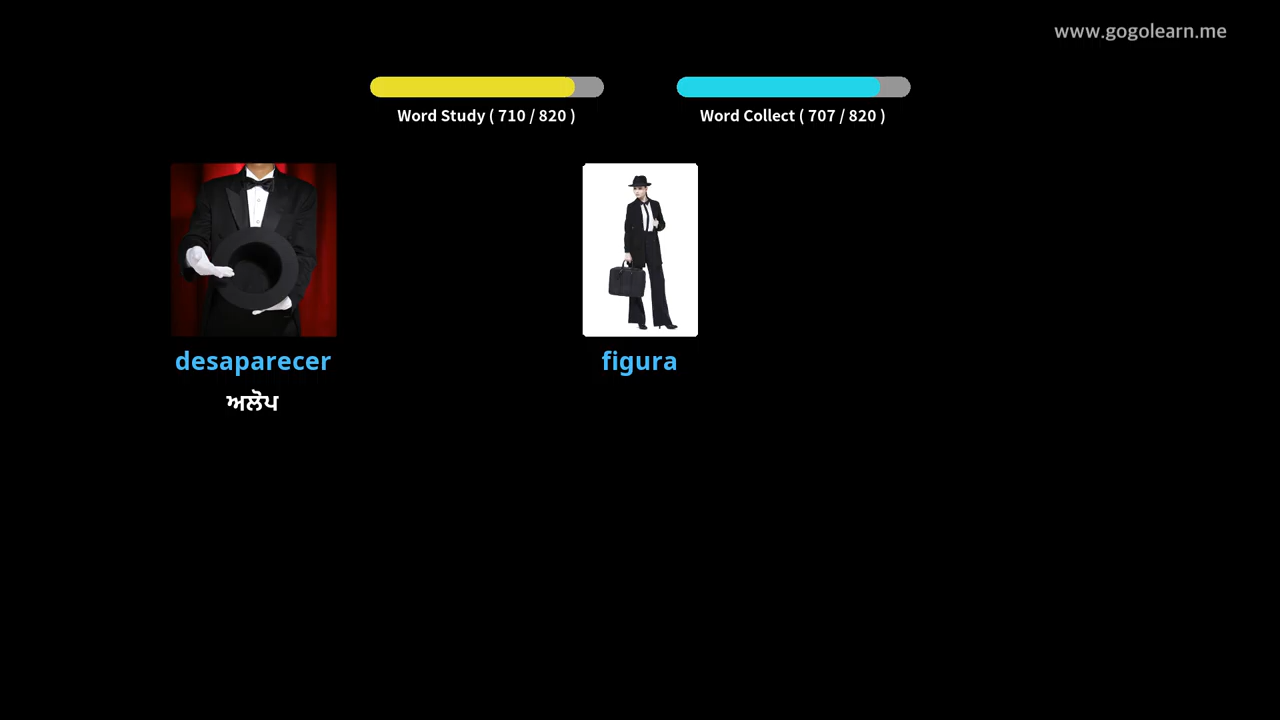 www.gogolearn.me
Word Study ( 710 / 820 )
Word Collect ( 707 / 820 )
desaparecer
figura
ਅਲੋਪ